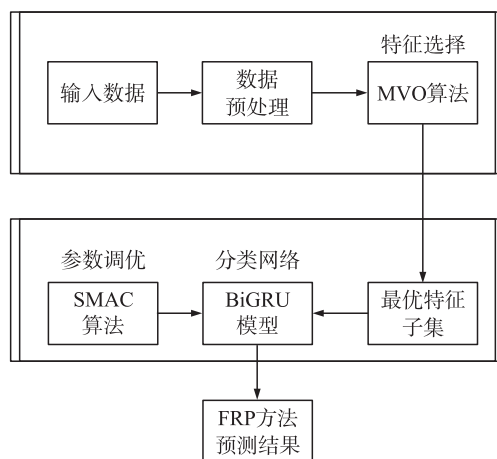 特征选择
输入数据
数据
预处理
MVO算法
参数调优
分类网络
SMAC
算法
BiGRU
模型
最优特征
子集
FRP方法
预测结果